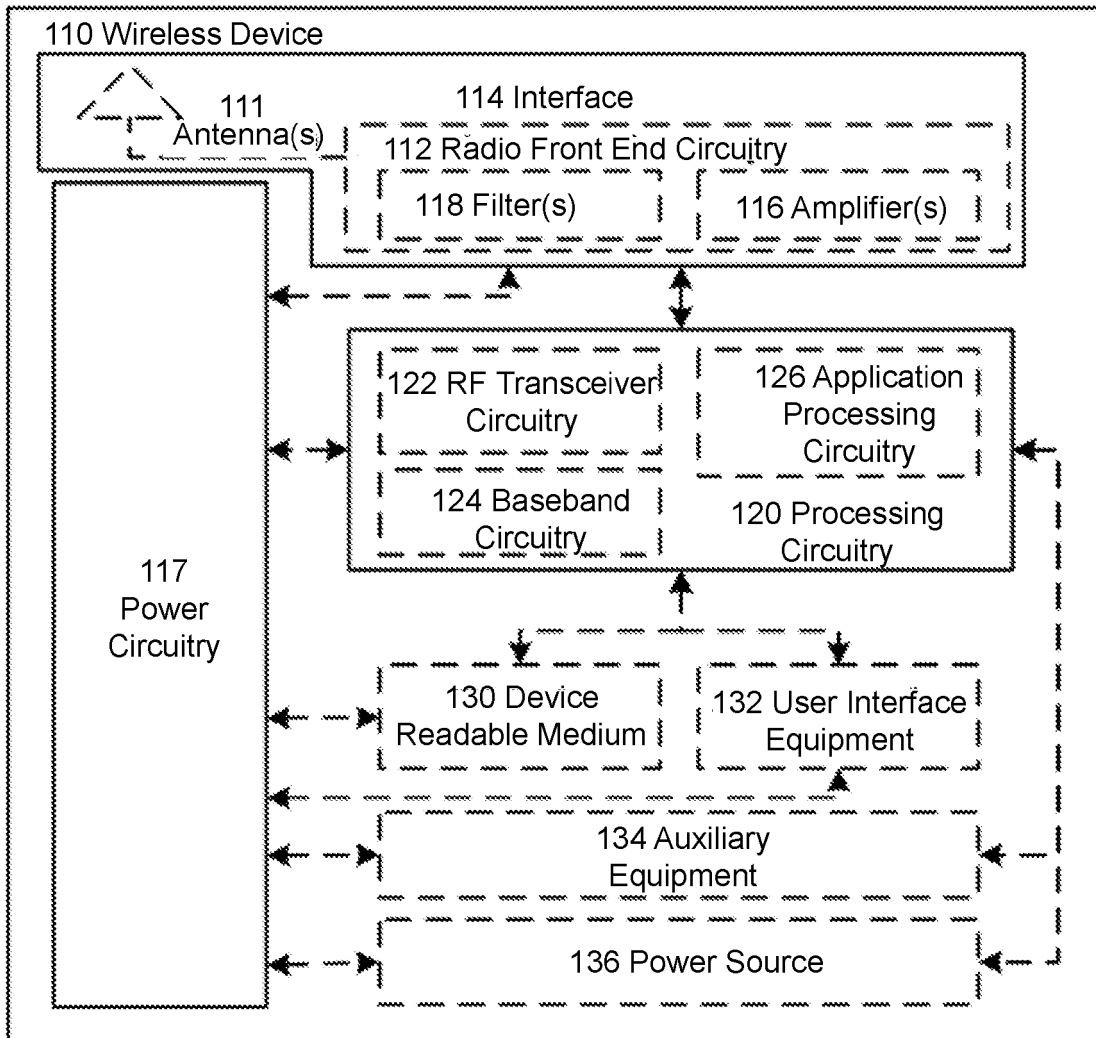 110 Wireless Device
111
Antenna(s)
114 Interface
112 Radio Front End Circuitry
118 Filter(s)
116 Amplifier(s)
122 RF Transceiver
Circuitry
126 Application
Processing
Circuitry
124 Baseband
Circuitry
120 Processing
Circuitry
117
Power
Circuitry
130 Device
Readable Medium
132 User Interface
Equipment
134 Auxiliary
Equipment
136 Power Source